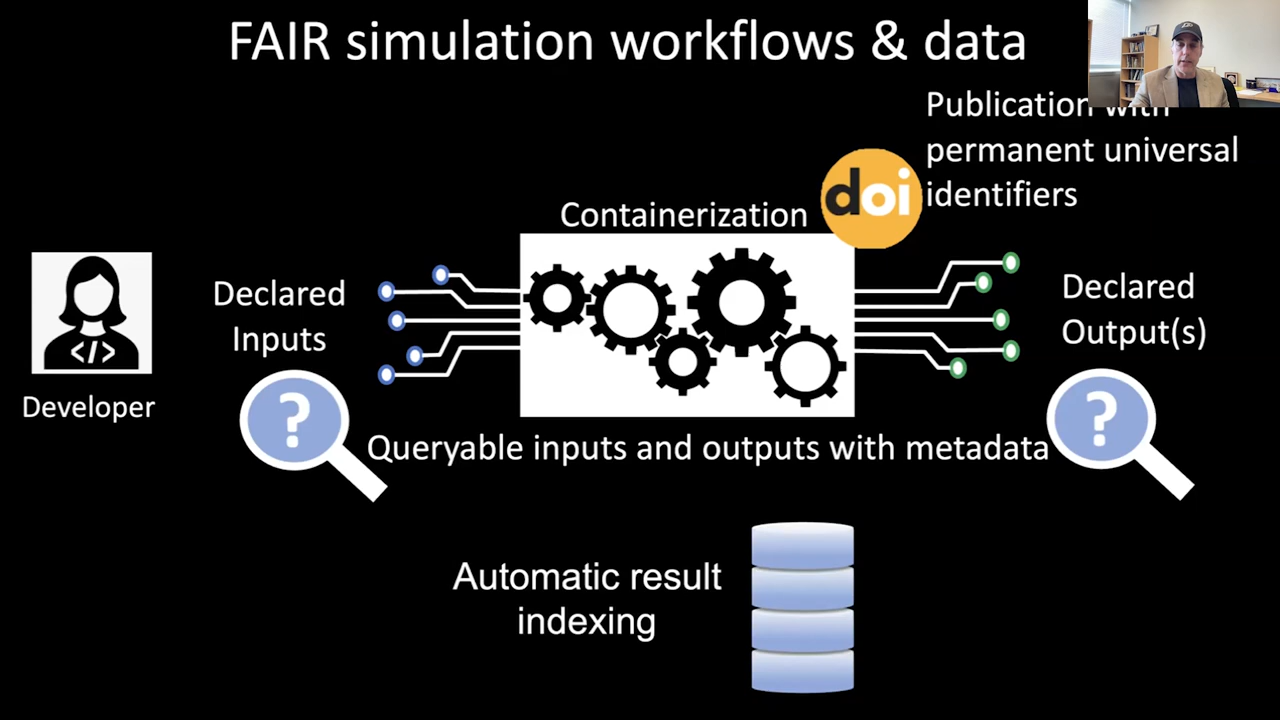 FAIR simulation workflows & data
Publication with
permanent universal
identifiers
doi
Containerization
Declared
Inputs
Declared
Output(s)
</>
Developer
?
?
Queryable inputs and outputs with metadata
Automatic result
indexing